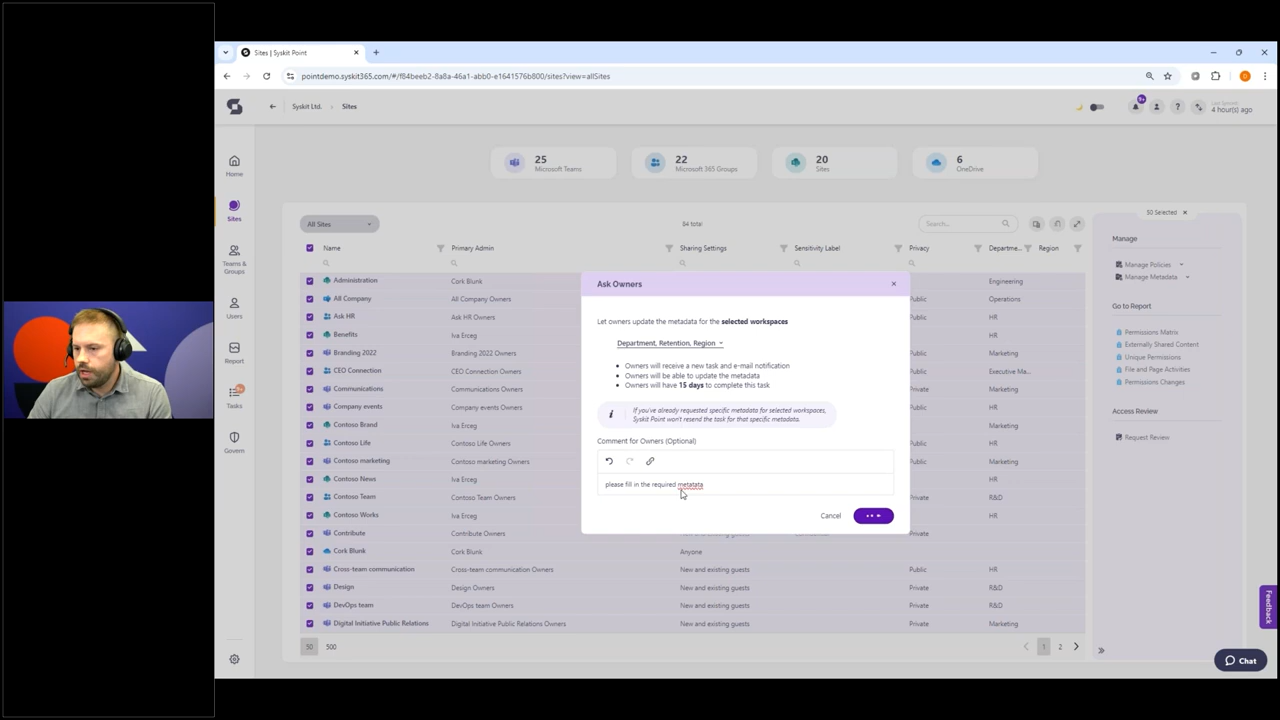 Sites | Syskit Point
pointdemo.syskit365.com/#/f84beeb2-8a8a-46a1-abb0-e1641576b800/sites?view=allSites
Syskit Ltd. > Sites
9+
4 hour(s) ago
25 Microsoft Teams
22 Microsoft 365 Groups
20 Sites
6 OneDrive
Home
Sites
Teams & Groups
Users
Report
Tasks
Govern
All Sites
84 total
Search...
50 Selected
Name Primary Admin Sharing Settings Sensitivity Label Privacy Departme... Region
Administration Cork Blunk Engineering
All Company All Company Owners Public Operations
Ask HR Ask HR Owners Public HR
Benefits Iva Erceg HR
Branding 2022 Branding 2022 Owners Public Marketing
CEO Connection CEO Connection Owners Private Executive Ma...
Communications Communications Owners Private Marketing
Company events Company events Owners Public HR
Contoso Brand Iva Erceg Marketing
Contoso Life Contoso Life Owners Public HR
Contoso marketing Contoso marketing Owners Public Marketing
Contoso News Iva Erceg HR
Contoso Team Contoso Team Owners Private R&D
Contoso Works Iva Erceg HR
Contribute Contribute Owners Private
Cork Blunk Cork Blunk Anyone
Cross-team communication Cross-team communication Owners New and existing guests Public HR
Design Design Owners New and existing guests Private R&D
DevOps team DevOps team Owners New and existing guests Private R&D
Digital Initiative Public Relations Digital Initiative Public Relations Owners New and existing guests Private Marketing
50 500
1 2
Ask Owners
Let owners update the metadata for the selected workspaces
Department, Retention, Region
Owners will receive a new task and e-mail notification
Owners will be able to update the metadata
Owners will have 15 days to complete this task
If you've already requested specific metadata for selected workspaces,
Syskit Point won't resend the task for that specific metadata.
Comment for Owners (Optional)
please fill in the required metatata
Cancel
Manage
Manage Policies
Manage Metadata
Go to Report
Permissions Matrix
Externally Shared Content
Unique Permissions
File and Page Activities
Permissions Changes
Access Review
Request Review
Feedback
Chat